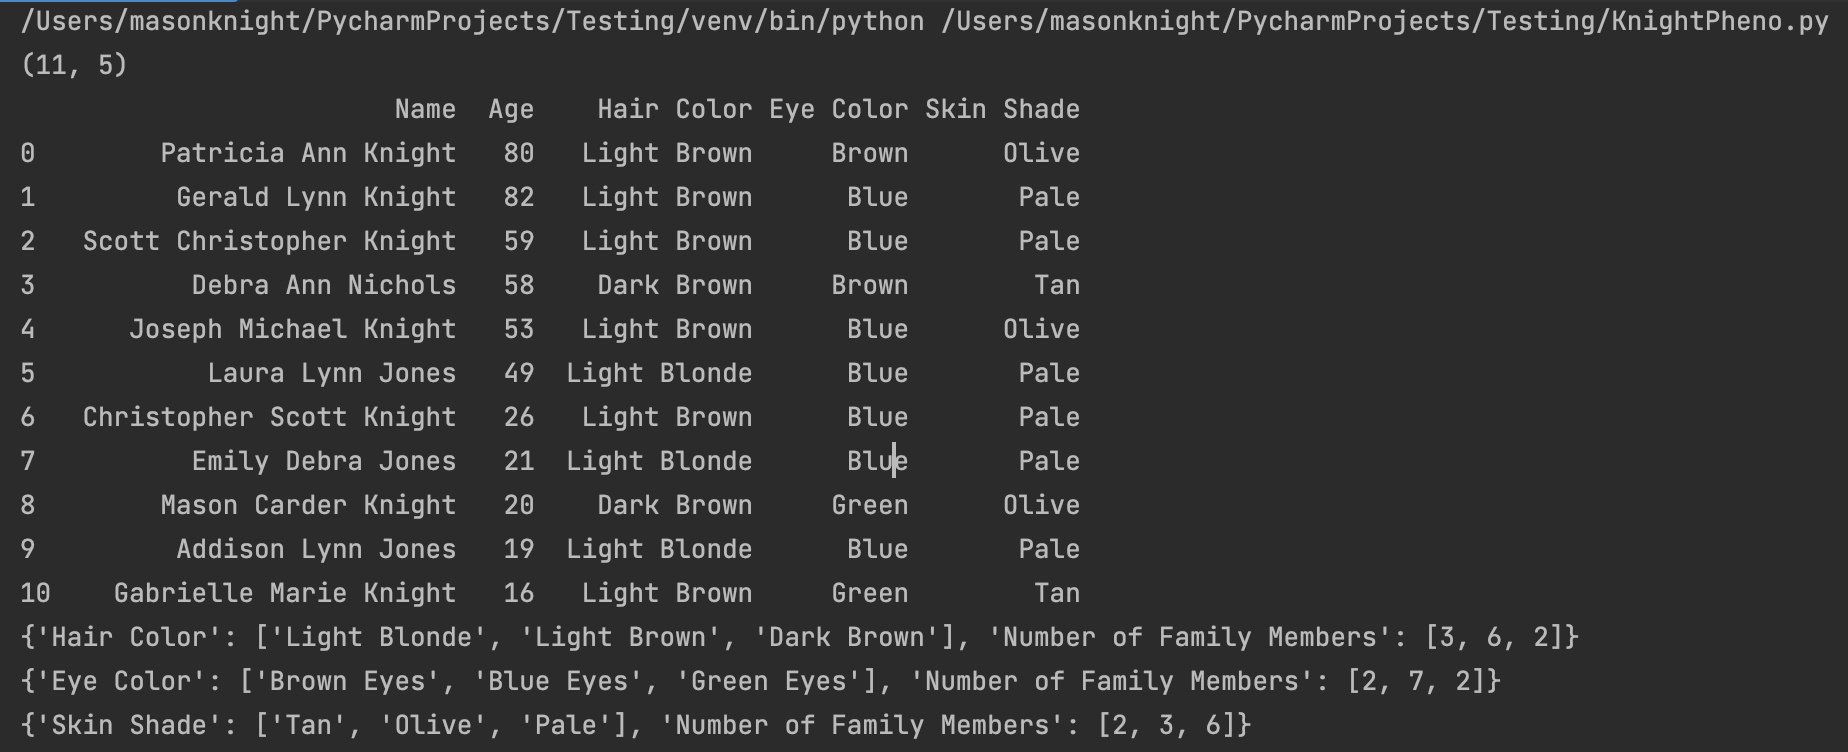 /Users/masonknight/PycharmProjects/Testing/venv/bin/python /Users/masonknight/PycharmProjects/Testing/KnightPheno.py
(11, 5)
Name Age Hair Color Eye Color Skin Shade
0 Patricia Ann Knight 80 Light Brown Brown Olive
1 Gerald Lynn Knight 82 Light Brown Blue Pale
2 Scott Christopher Knight 59 Light Brown Blue Pale
3 Debra Ann Nichols 58 Dark Brown Brown Tan
4 Joseph Michael Knight 53 Light Brown Blue Olive
5 Laura Lynn Jones 49 Light Blonde Blue Pale
6 Christopher Scott Knight 26 Light Brown Blue Pale
7 Emily Debra Jones 21 Light Blonde Blue Pale
8 Mason Carder Knight 20 Dark Brown Green Olive
9 Addison Lynn Jones 19 Light Blonde Blue Pale
10 Gabrielle Marie Knight 16 Light Brown Green Tan
{'Hair Color': ['Light Blonde', 'Light Brown', 'Dark Brown'], 'Number of Family Members': [3, 6, 2]}
{'Eye Color': ['Brown Eyes', 'Blue Eyes', 'Green Eyes'], 'Number of Family Members': [2, 7, 2]}
{'Skin Shade': ['Tan', 'Olive', 'Pale'], 'Number of Family Members': [2, 3, 6]}